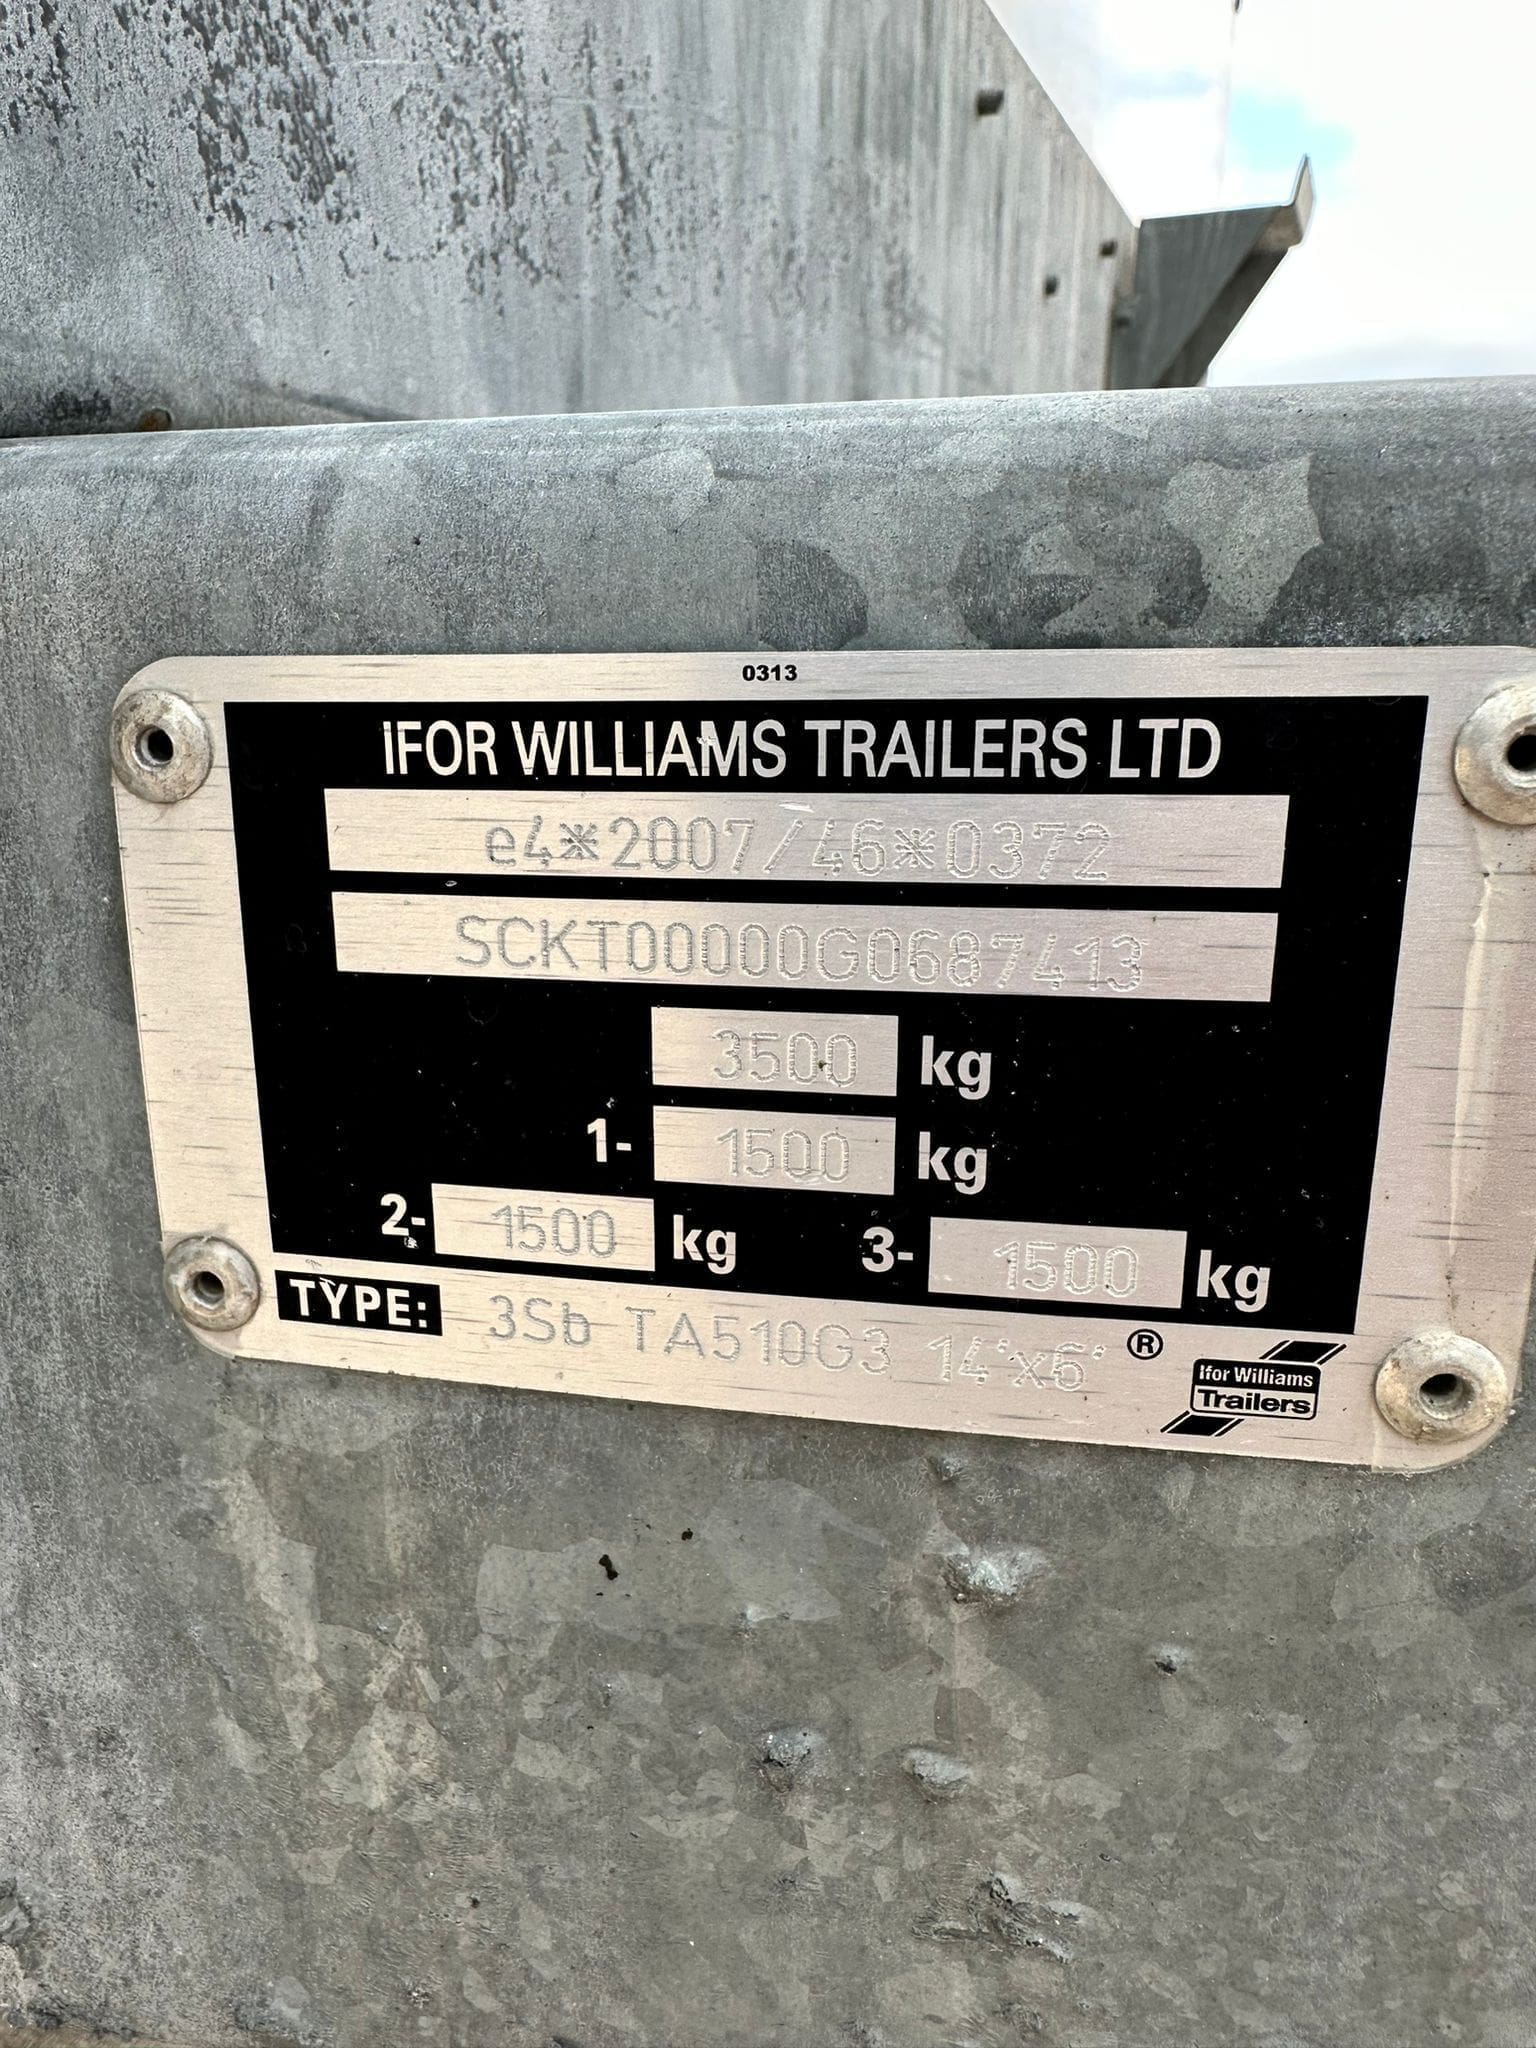 0313
IFOR WILLIAMS TRAILERS LTD
e4*2007/46*0372
SCKT00000G0687413
3500 kg
1- 1500 kg
2- 1500 kg 3- 1500 kg
TYPE: 3Sb TA510G3 14'x6' ®
Ifor Williams
Trailers